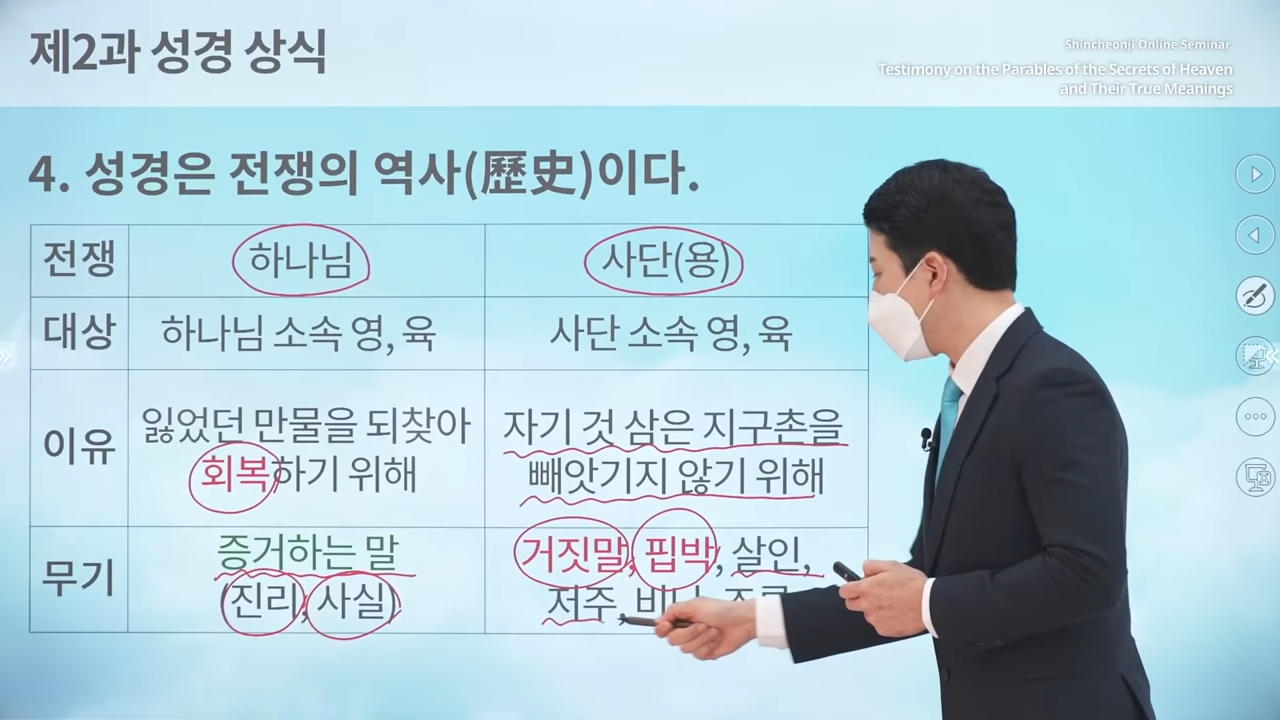 제2과 성경 상식
Shincheonji Online Seminar
Testimony on the Parables of the Secrets of Heaven
and Their True Meanings
4. 성경은 전쟁의 역사(歷史)이다.
전쟁
하나님
사단(용)
대상
하나님 소속 영, 육
사단 소속 영, 육
이유
잃었던 만물을 되찾아
회복하기 위해
자기 것 삼은 지구촌을
빼앗기지 않기 위해
무기
증거하는 말
(진리, 사실)
거짓말, 핍박, 살인,
저주,